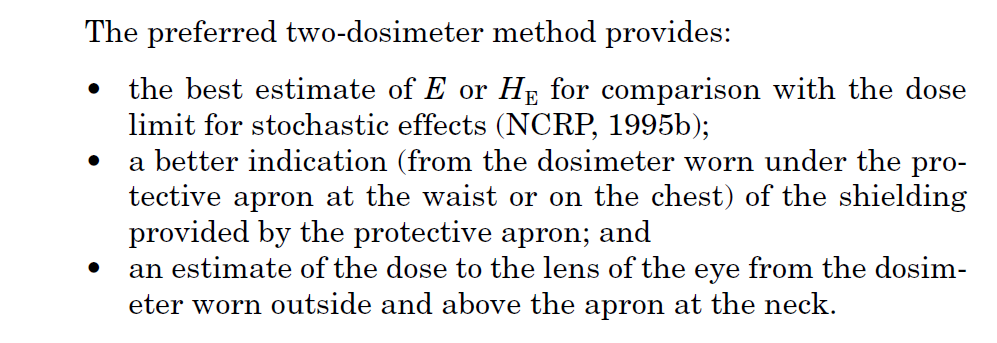 The preferred two-dosimeter method provides:
• the best estimate of E or HE for comparison with the dose
limit for stochastic effects (NCRP, 1995b);
• a better indication (from the dosimeter worn under the pro-
tective apron at the waist or on the chest) of the shielding
provided by the protective apron; and
• an estimate of the dose to the lens of the eye from the dosim-
eter worn outside and above the apron at the neck.